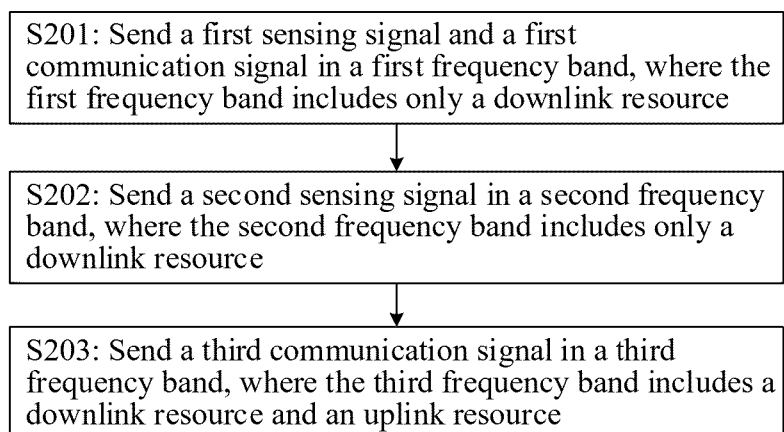 S201: Send a first sensing signal and a first
communication signal in a first frequency band, where the
first frequency band includes only a downlink resource
S202: Send a second sensing signal in a second frequency
band, where the second frequency band includes only a
downlink resource
S203: Send a third communication signal in a third
frequency band, where the third frequency band includes a
downlink resource and an uplink resource